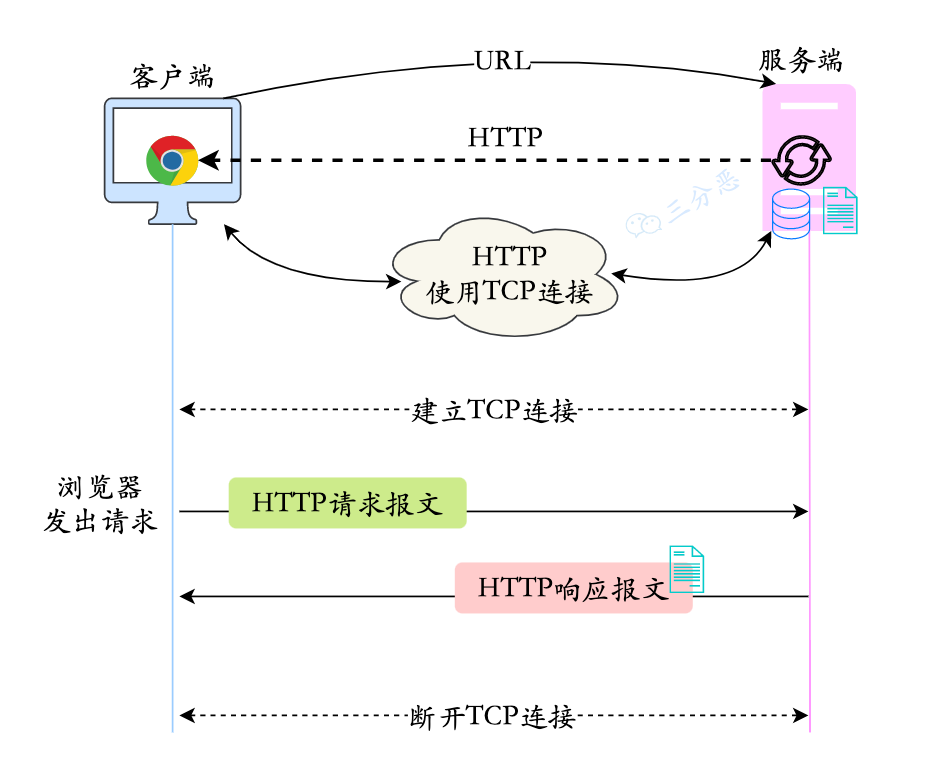 客户端
URL
服务端
HTTP
三分恶
HTTP
使用TCP连接
建立TCP连接
浏览器
发出请求
HTTP请求报文
HTTP响应报文
断开TCP连接